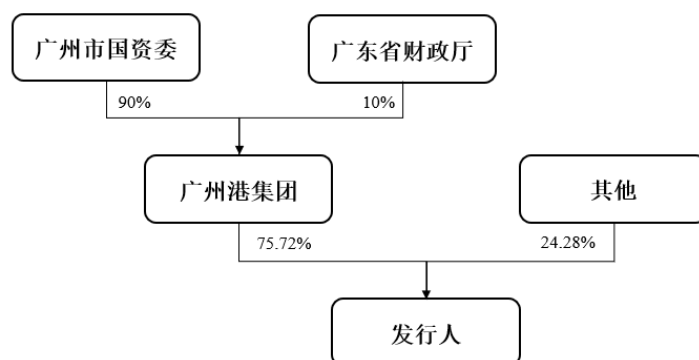 广州市国资委
广东省财政厅
90%
10%
广州港集团
其他
75.72%
24.28%
发行人